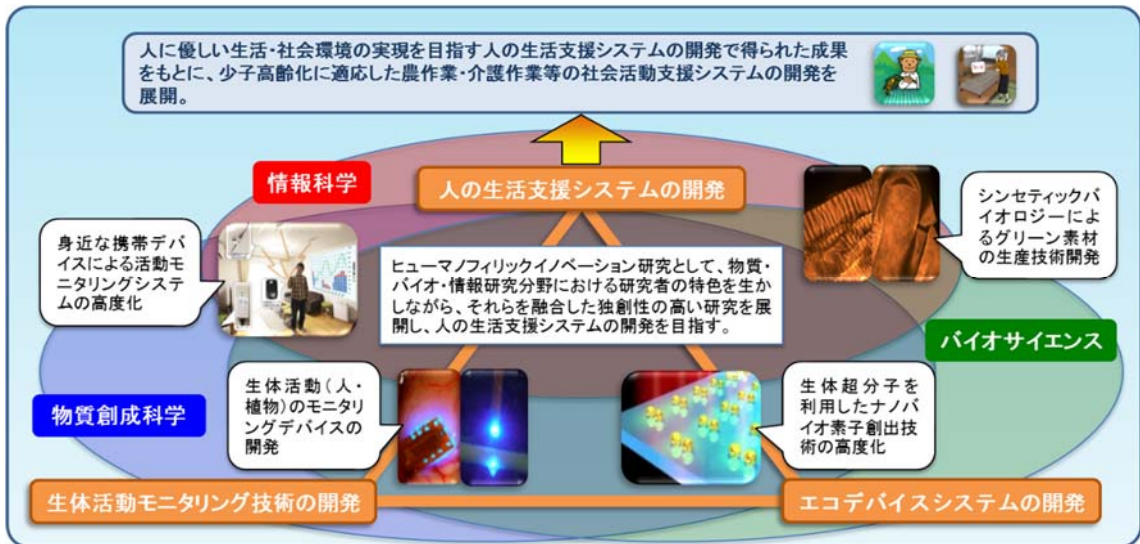 人に優しい生活・社会環境の実現を目指す人の生活支援システムの開発で得られた成果
をもとに、少子高齢化に適応した農作業・介護作業等の社会活動支援システムの開発を
展開。
情報科学
人の生活支援システムの開発
身近な携帯デバ
イスによる活動モ
ニタリングシステ
ムの高度化
シンセティックバ
イオロジーによ
るグリーン素材
の生産技術開発
ヒューマノフィリックイノベーション研究として、物質・
バイオ・情報研究分野における研究者の特色を生か
しながら、それらを融合した独創性の高い研究を展
開し、人の生活支援システムの開発を目指す。
バイオサイエンス
物質創成科学
生体活動（人・
植物）のモニタリ
ングデバイスの
開発
生体超分子を
利用したナノバ
イオ素子創出技
術の高度化
生体活動モニタリング技術の開発
エコデバイスシステムの開発